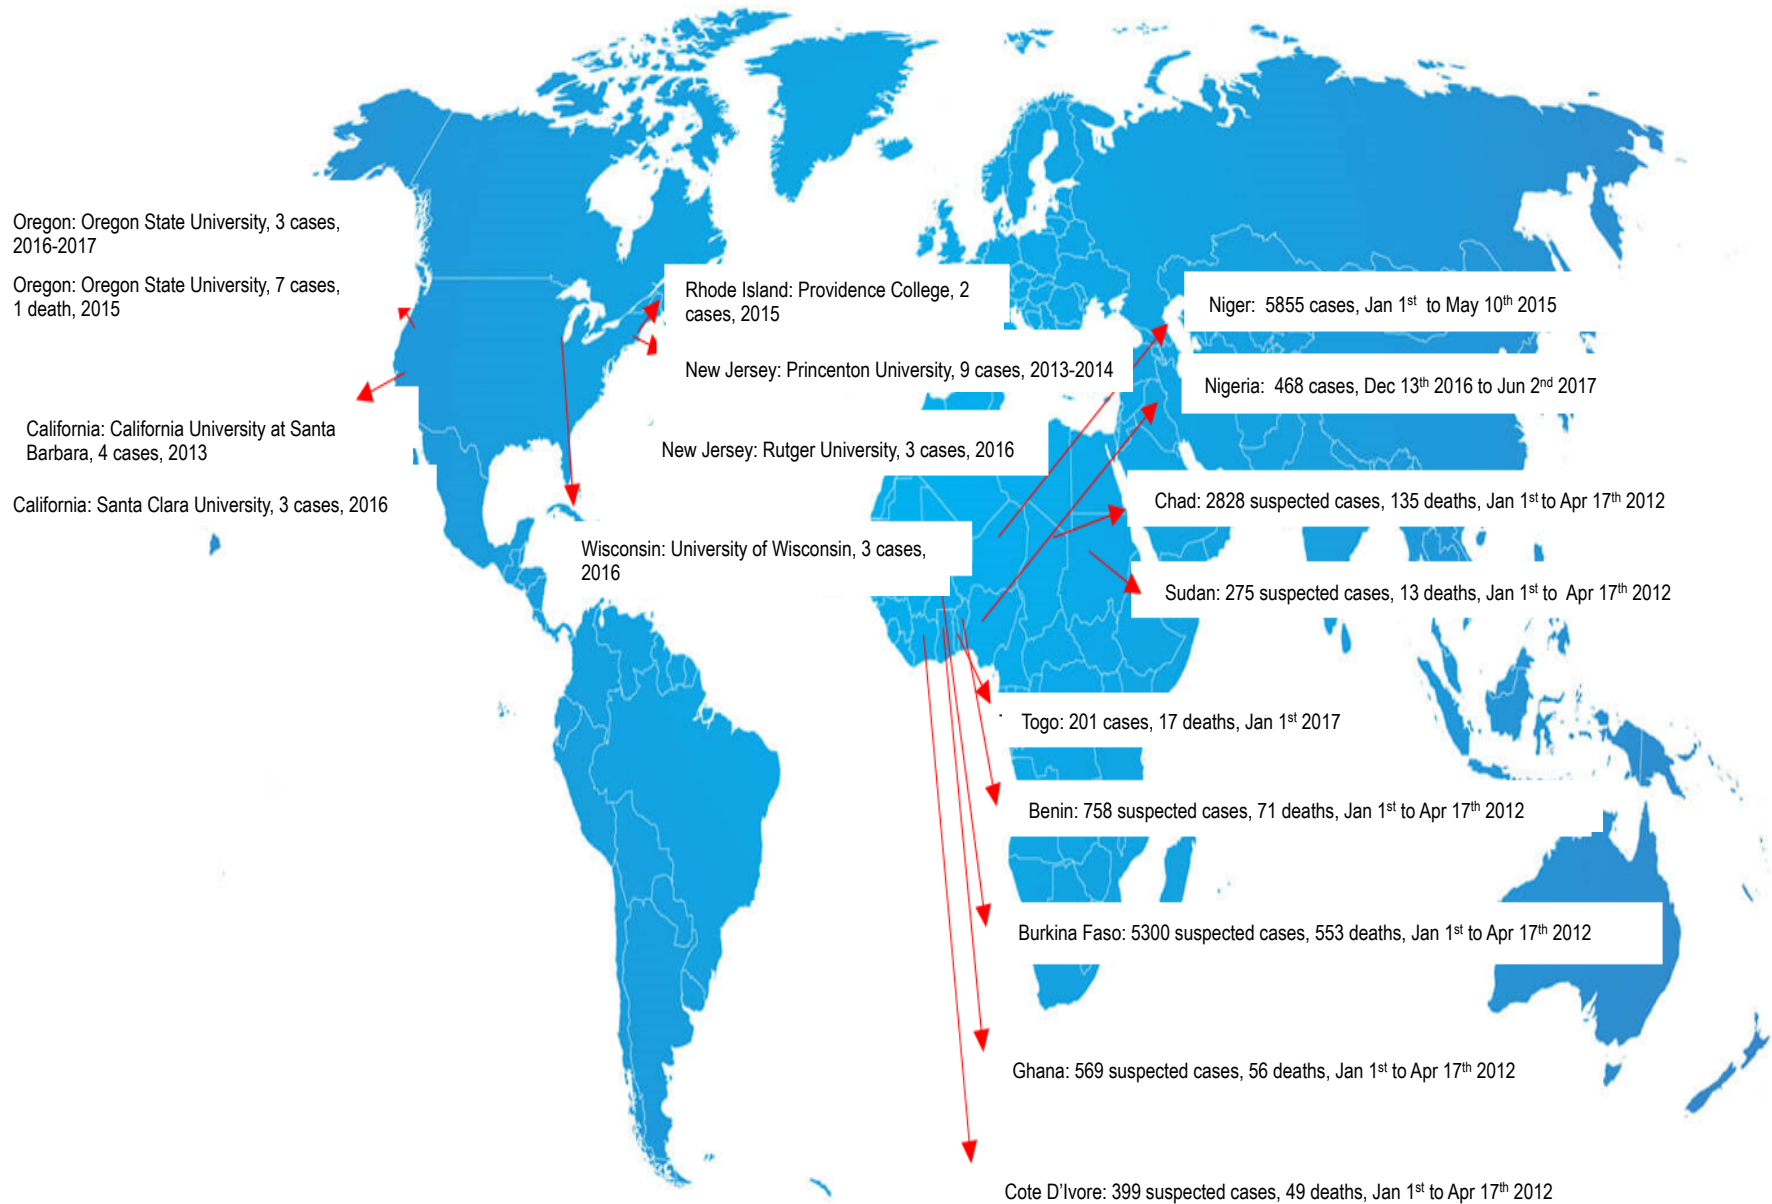 Oregon: Oregon State University, 3 cases,
2016-2017
Oregon: Oregon State University, 7 cases,
1 death, 2015
California: California University at Santa
Barbara, 4 cases, 2013
California: Santa Clara University, 3 cases, 2016
Rhode Island: Providence College, 2
cases, 2015
New Jersey: Princenton University, 9 cases, 2013-2014
New Jersey: Rutger University, 3 cases, 2016
Wisconsin: University of Wisconsin, 3 cases,
2016
Niger: 5855 cases, Jan 1st to May 10th 2015
Nigeria: 468 cases, Dec 13th 2016 to Jun 2nd 2017
Chad: 2828 suspected cases, 135 deaths, Jan 1st to Apr 17th 2012
Sudan: 275 suspected cases, 13 deaths, Jan 1st to Apr 17th 2012
Togo: 201 cases, 17 deaths, Jan 1st 2017
Benin: 758 suspected cases, 71 deaths, Jan 1st to Apr 17th 2012
Burkina Faso: 5300 suspected cases, 553 deaths, Jan 1st to Apr 17th 2012
Ghana: 569 suspected cases, 56 deaths, Jan 1st to Apr 17th 2012
Cote D'Ivore: 399 suspected cases, 49 deaths, Jan 1st to Apr 17th 2012